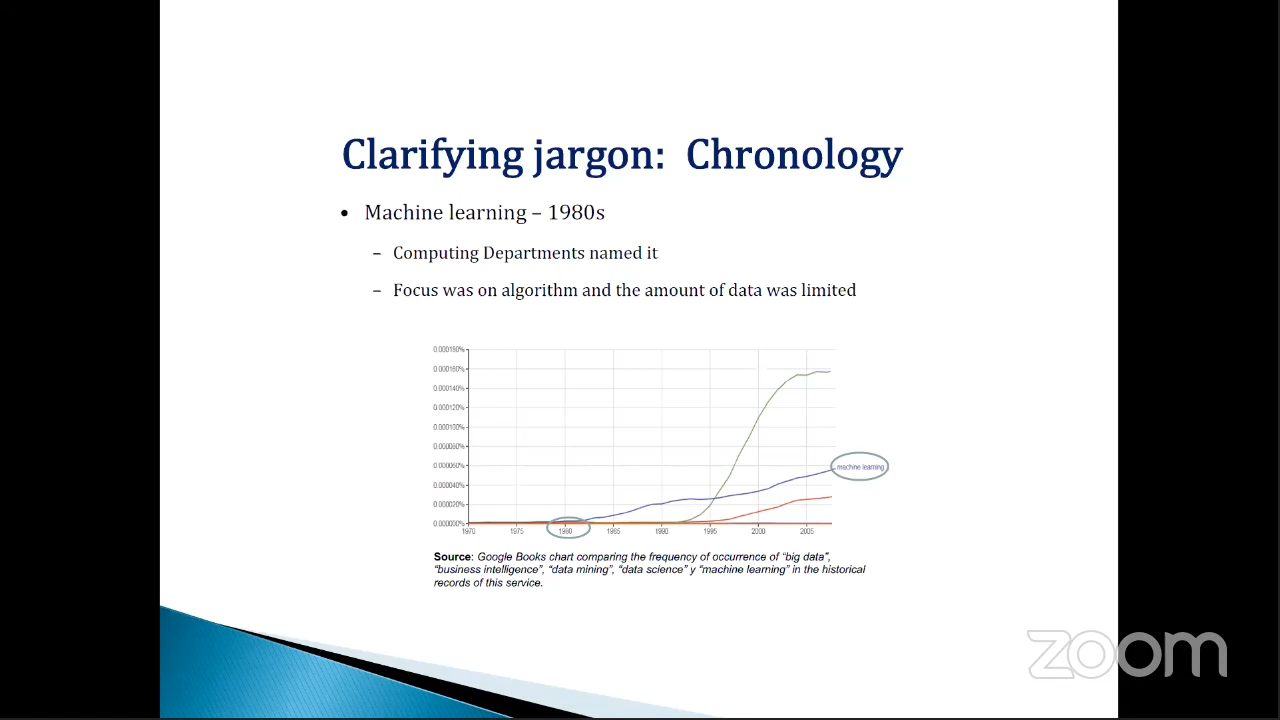 Clarifying jargon: Chronology
• Machine learning – 1980s
– Computing Departments named it
– Focus was on algorithm and the amount of data was limited
0.000180%
0.000160%
0.000140%
0.000120%
0.000100%
0.000080%
0.000060%
0.000040%
0.000020%
0.000000%
machine learning
1970 1975 1980 1985 1990 1995 2000 2005
Source: Google Books chart comparing the frequency of occurrence of “big data”,
“business intelligence”, “data mining”, “data science” y “machine learning” in the historical
records of this service.
zoom